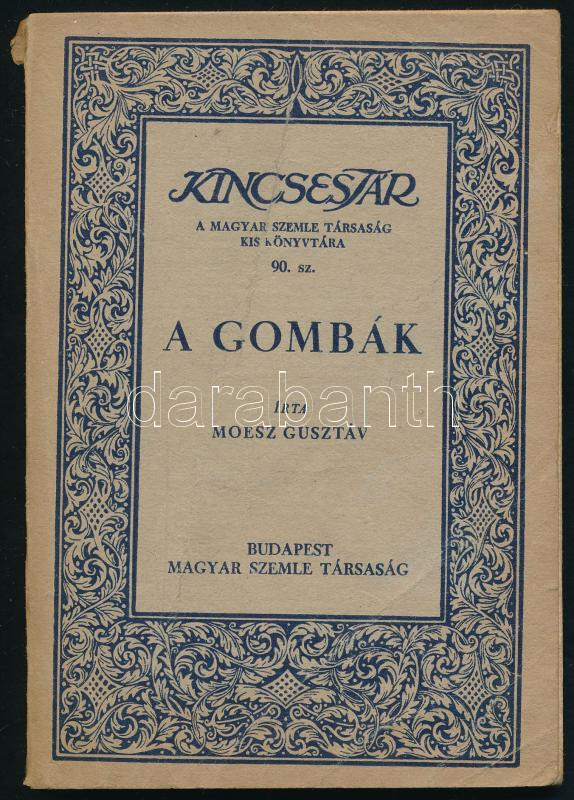 KINCSESTÁR
A MAGYAR SZEMLE TÁRSASÁG
KIS KÖNYVTÁRA
90. sz.
A GOMBÁK
darabanth
ÍRTA
MOESZ GUSZTÁV
BUDAPEST
MAGYAR SZEMLE TÁRSASÁG